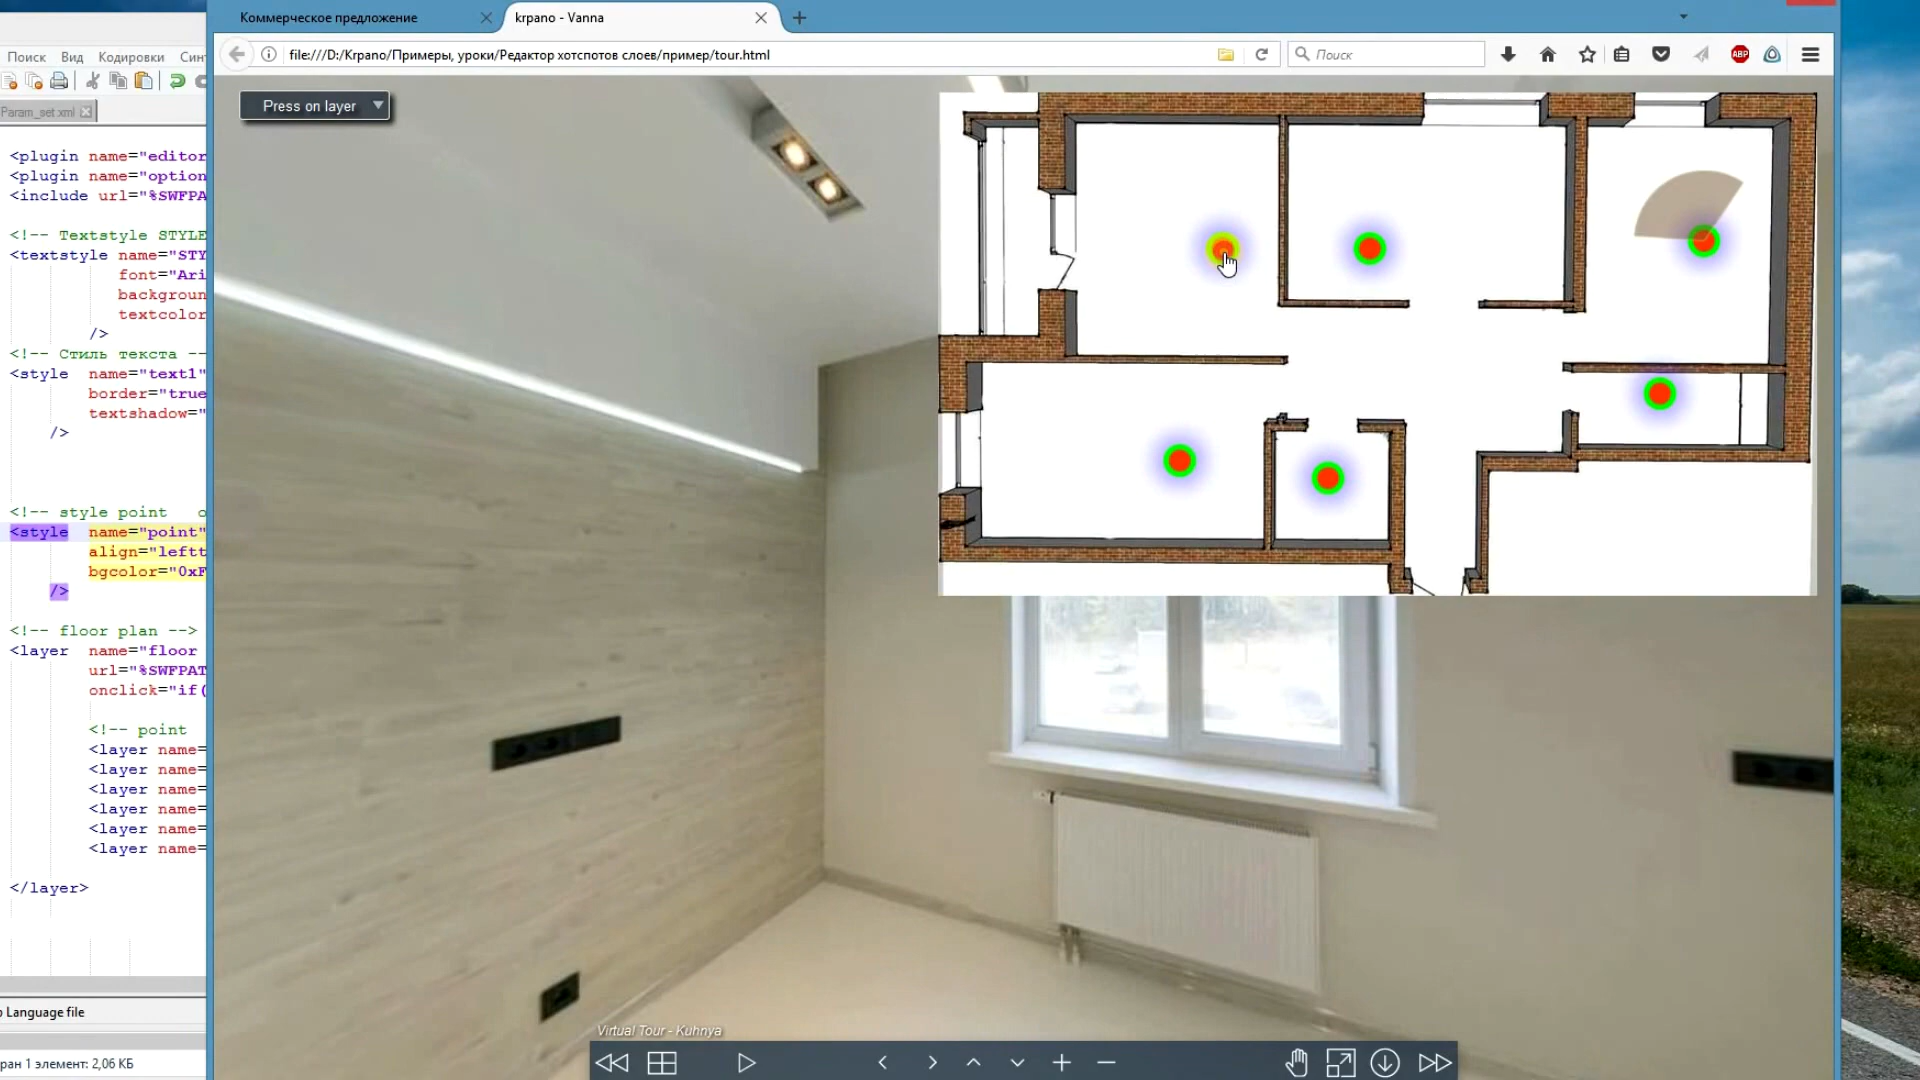 Коммерческое предложение
krpano - Vanna
file:///D:/Krpano/Примеры, уроки/Редактор хотспотов слоев/пример/tour.html
Поиск
ABP
Поиск Вид Кодировки Син
Param_set.xml
Press on layer
<plugin name="editor
<plugin name="option
<include url="%SWFPA
<!-- Textstyle STYLE
<textstyle name="STY
font="Ari
backgroun
textcolor
/>
<!-- Стиль текста --
<style name="text1"
border="true
textshadow="
/>
<!-- style point o
<style name="point"
align="leftt
bgcolor="0xF
/>
<!-- floor plan -->
<layer name="floor
url="%SWFPAT
onclick="if(
<!-- point
<layer name=
<layer name=
<layer name=
<layer name=
<layer name=
<layer name=
</layer>
Language file
ран 1 элемент: 2,06 КБ
Virtual Tour - Kuhnya